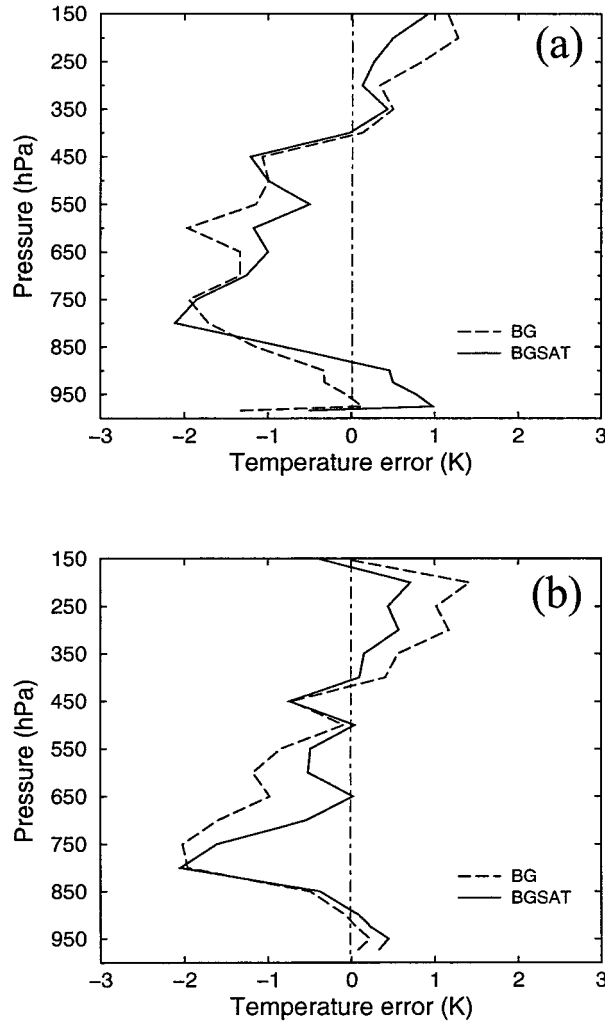 150
(a)
250
350
450
550
650
750
850
950
Pressure (hPa)
BG
BGSAT
−3 −2 −1 0 1 2 3
Temperature error (K)
150
(b)
250
350
450
550
650
750
850
950
Pressure (hPa)
BG
BGSAT
−3 −2 −1 0 1 2 3
Temperature error (K)